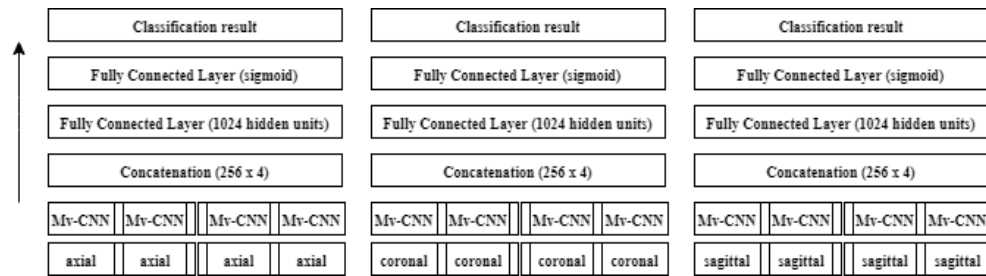 Classification result Classification result Classification result
Fully Connected Layer (sigmoid) Fully Connected Layer (sigmoid) Fully Connected Layer (sigmoid)
Fully Connected Layer (1024 hidden units) Fully Connected Layer (1024 hidden units) Fully Connected Layer (1024 hidden units)
Concatenation (256 x 4) Concatenation (256 x 4) Concatenation (256 x 4)
Mv-CNN Mv-CNN Mv-CNN Mv-CNN Mv-CNN Mv-CNN Mv-CNN Mv-CNN Mv-CNN Mv-CNN Mv-CNN Mv-CNN
axial axial axial axial coronal coronal coronal coronal sagittal sagittal sagittal sagittal